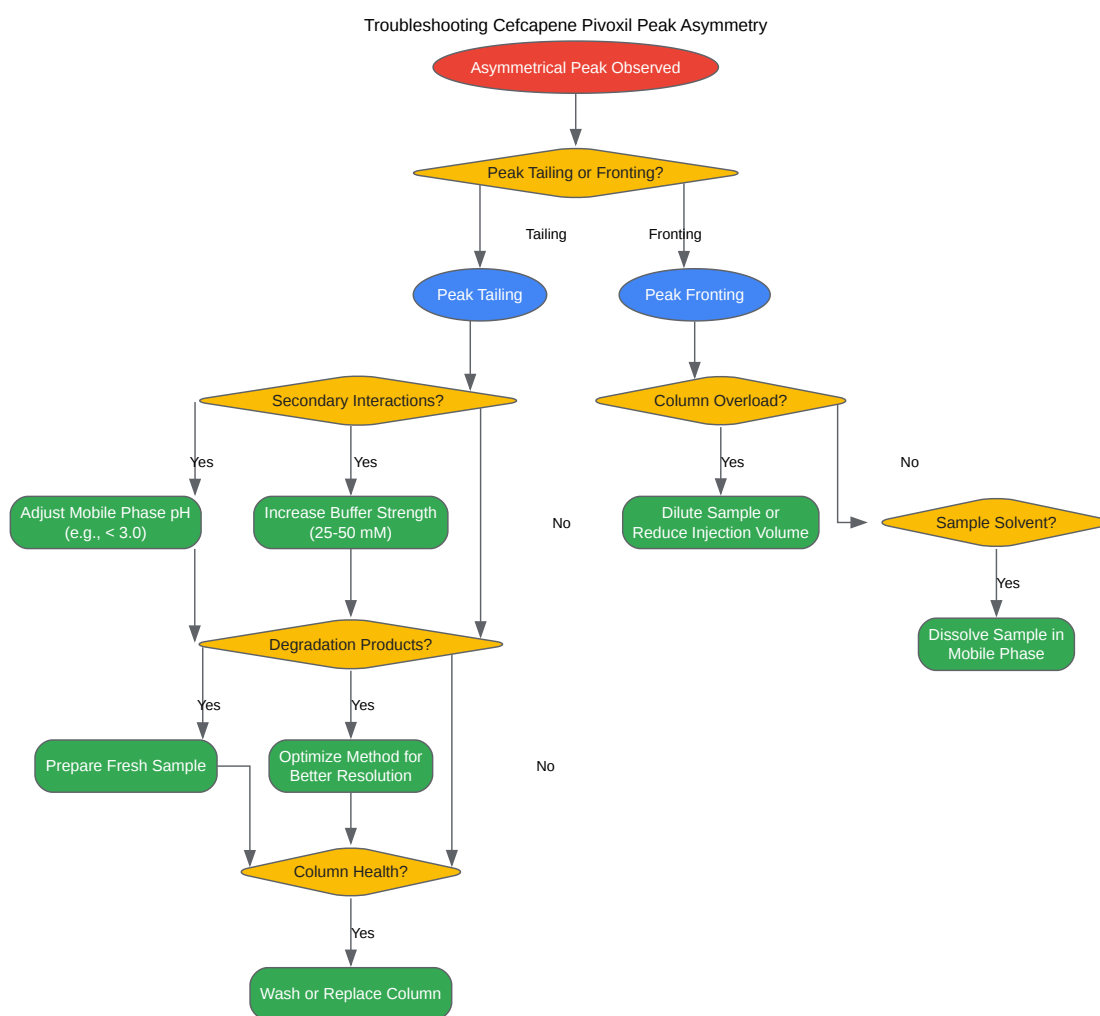 Troubleshooting Cefcapene Pivoxil Peak Asymmetry
Asymmetrical Peak Observed
Peak Tailing or Fronting?
Tailing
Fronting
Peak Tailing
Peak Fronting
Secondary Interactions?
Column Overload?
Yes
Yes
Yes
No
Adjust Mobile Phase pH
(e.g., < 3.0)
Increase Buffer Strength
(25-50 mM)
No
Dilute Sample or
Reduce Injection Volume
Sample Solvent?
Yes
Degradation Products?
Dissolve Sample in
Mobile Phase
Yes
Yes
Prepare Fresh Sample
Optimize Method for
Better Resolution
No
Column Health?
Yes
Wash or Replace Column